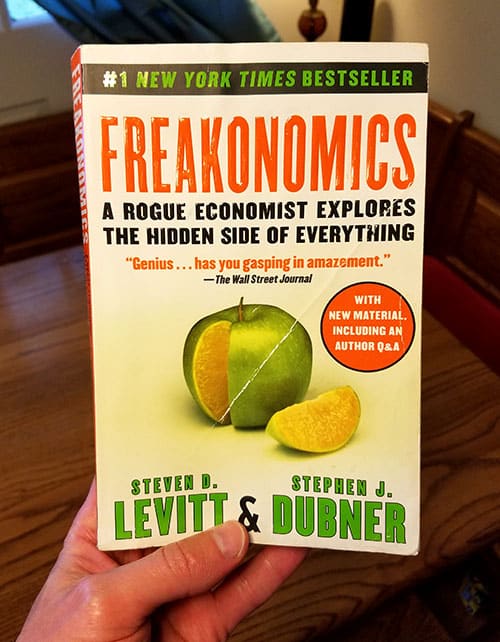 #1 NEW YORK TIMES BESTSELLER
FREAKONOMICS
A ROGUE ECONOMIST EXPLORES
THE HIDDEN SIDE OF EVERYTHING
“Genius . . . has you gasping in amazement.”
—The Wall Street Journal
WITH
NEW MATERIAL,
INCLUDING AN
AUTHOR Q&A
STEVEN D.
LEVITT
&
STEPHEN J.
DUBNER
FREAKONOMICS